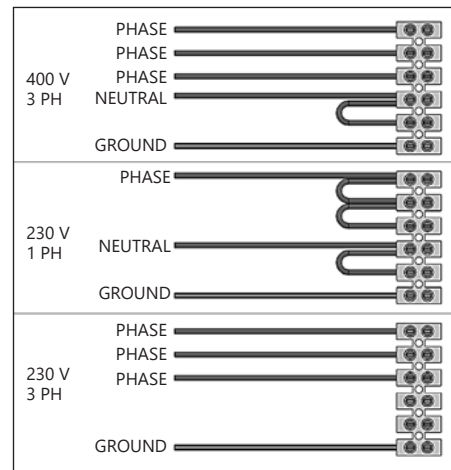 PHASE
PHASE
PHASE
400 V
3 PH
NEUTRAL
GROUND
PHASE
230 V
1 PH
NEUTRAL
GROUND
PHASE
PHASE
PHASE
230 V
3 PH
GROUND